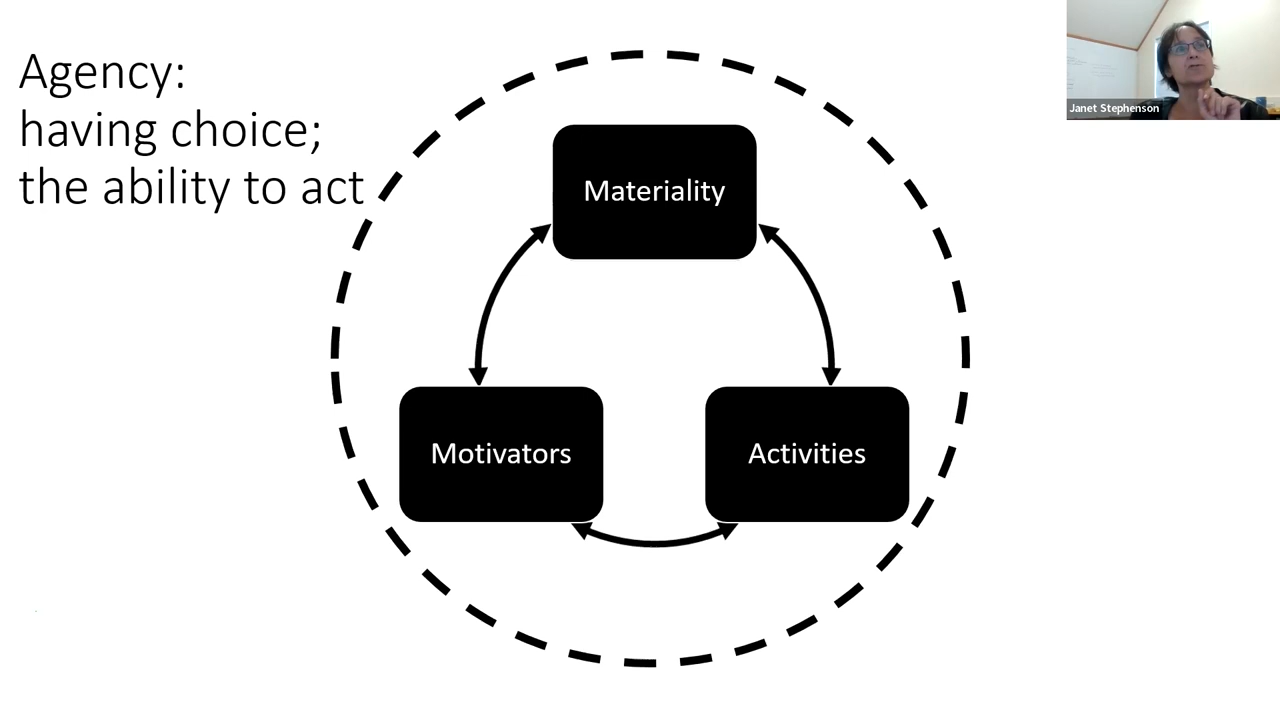 Agency:
having choice;
the ability to act
Janet Stephenson
Materiality
Motivators
Activities